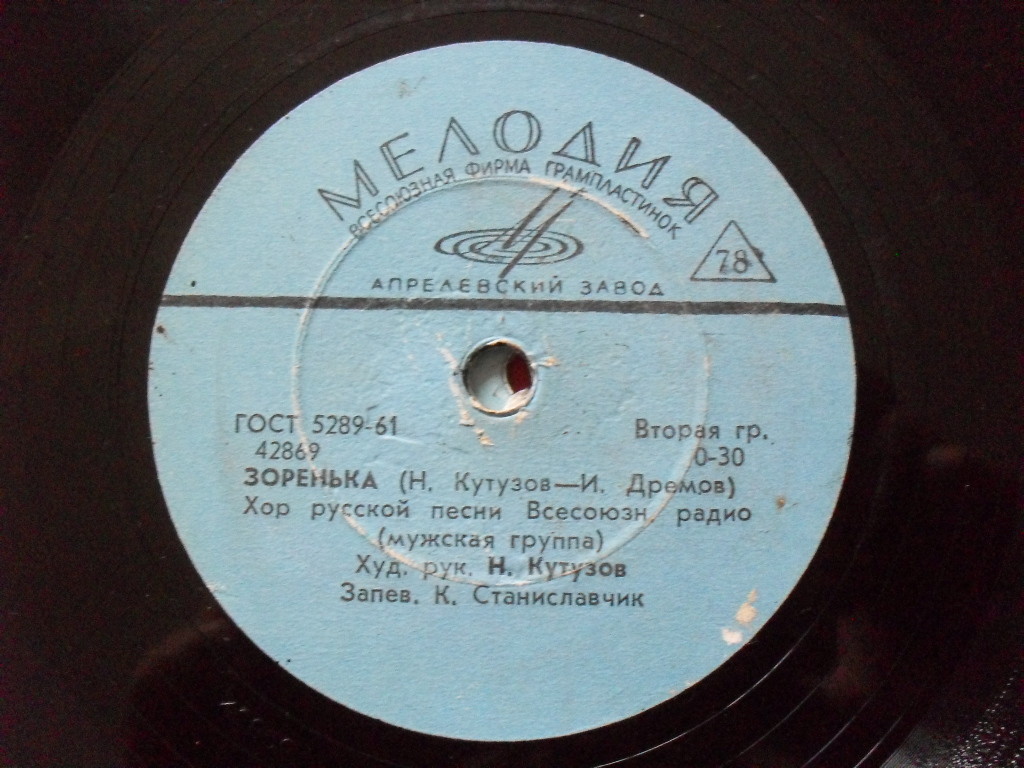 МЕЛОДИЯ
ВСЕСОЮЗНАЯ ФИРМА ГРАМПЛАСТИНОК
78
АПРЕЛЕВСКИЙ ЗАВОД
ГОСТ 5289-61
Вторая гр.
42869
0-30
ЗОРЕНЬКА (Н. Кутузов—И. Дремов)
Хор русской песни Всесоюзн. радио
(мужская группа)
Худ. рук. Н. Кутузов
Запев. К. Станиславчик